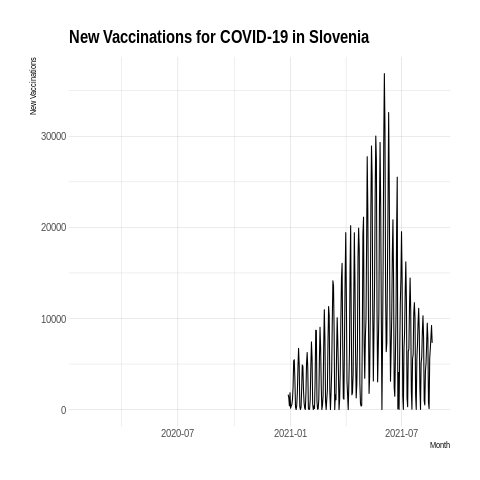 New Vaccinations for COVID-19 in Slovenia
New Vaccinations
30000
20000
10000
0
2020-07
2021-01
2021-07
Month